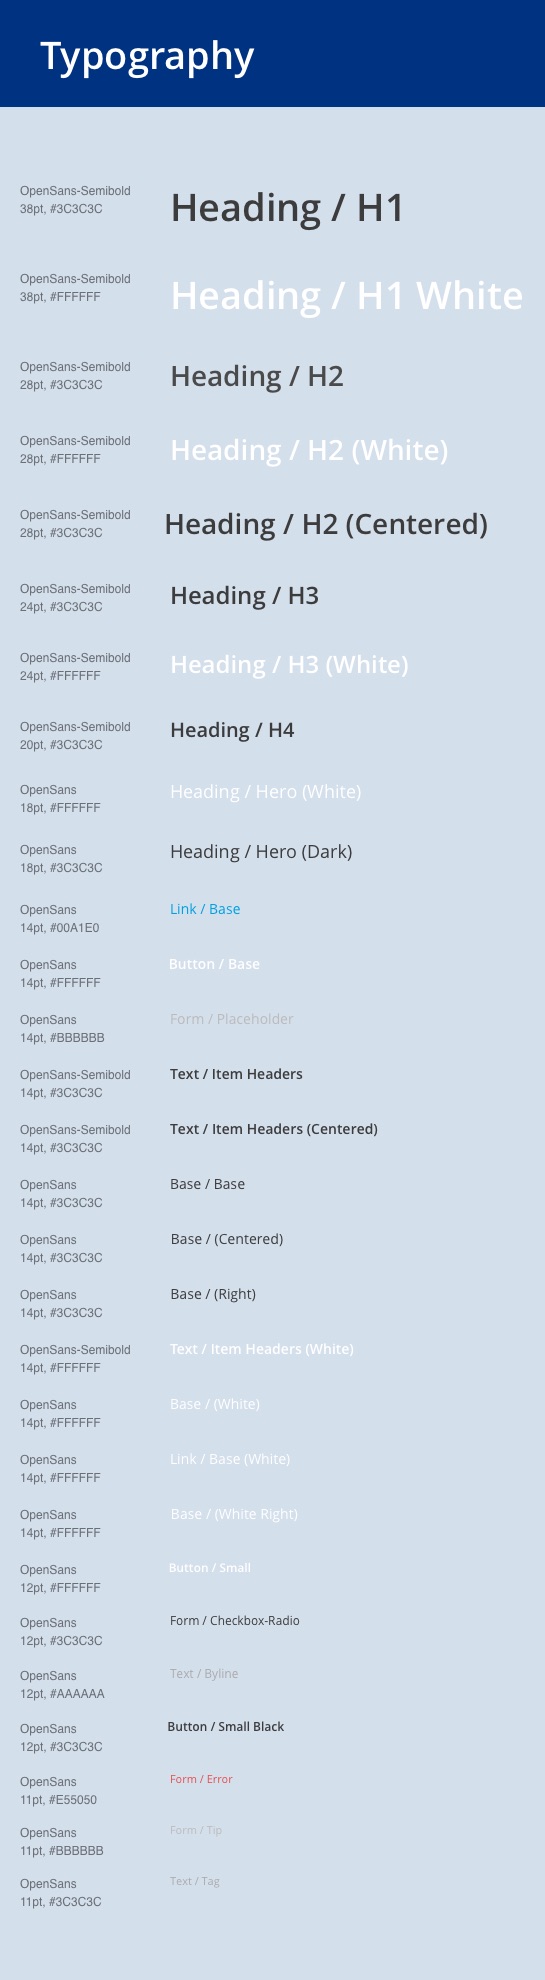 Typography
OpenSans-Semibold
38pt, #3C3C3C
Heading / H1
OpenSans-Semibold
38pt, #FFFFFF
Heading / H1 White
OpenSans-Semibold
28pt, #3C3C3C
Heading / H2
OpenSans-Semibold
28pt, #FFFFFF
Heading / H2 (White)
OpenSans-Semibold
28pt, #3C3C3C
Heading / H2 (Centered)
OpenSans-Semibold
24pt, #3C3C3C
Heading / H3
OpenSans-Semibold
24pt, #FFFFFF
Heading / H3 (White)
OpenSans-Semibold
20pt, #3C3C3C
Heading / H4
OpenSans
18pt, #FFFFFF
Heading / Hero (White)
OpenSans
18pt, #3C3C3C
Heading / Hero (Dark)
OpenSans
14pt, #00A1E0
Link / Base
OpenSans
14pt, #FFFFFF
Button / Base
OpenSans
14pt, #BBBBBB
Form / Placeholder
OpenSans-Semibold
14pt, #3C3C3C
Text / Item Headers
OpenSans-Semibold
14pt, #3C3C3C
Text / Item Headers (Centered)
OpenSans
14pt, #3C3C3C
Base / Base
OpenSans
14pt, #3C3C3C
Base / (Centered)
OpenSans
14pt, #3C3C3C
Base / (Right)
OpenSans-Semibold
14pt, #FFFFFF
Text / Item Headers (White)
OpenSans
14pt, #FFFFFF
Base / (White)
OpenSans
14pt, #FFFFFF
Link / Base (White)
OpenSans
14pt, #FFFFFF
Base / (White Right)
OpenSans
12pt, #FFFFFF
Button / Small
OpenSans
12pt, #3C3C3C
Form / Checkbox-Radio
OpenSans
12pt, #AAAAAA
Text / Byline
OpenSans
12pt, #3C3C3C
Button / Small Black
OpenSans
11pt, #E55050
Form / Error
OpenSans
11pt, #BBBBBB
Form / Tip
OpenSans
11pt, #3C3C3C
Text / Tag